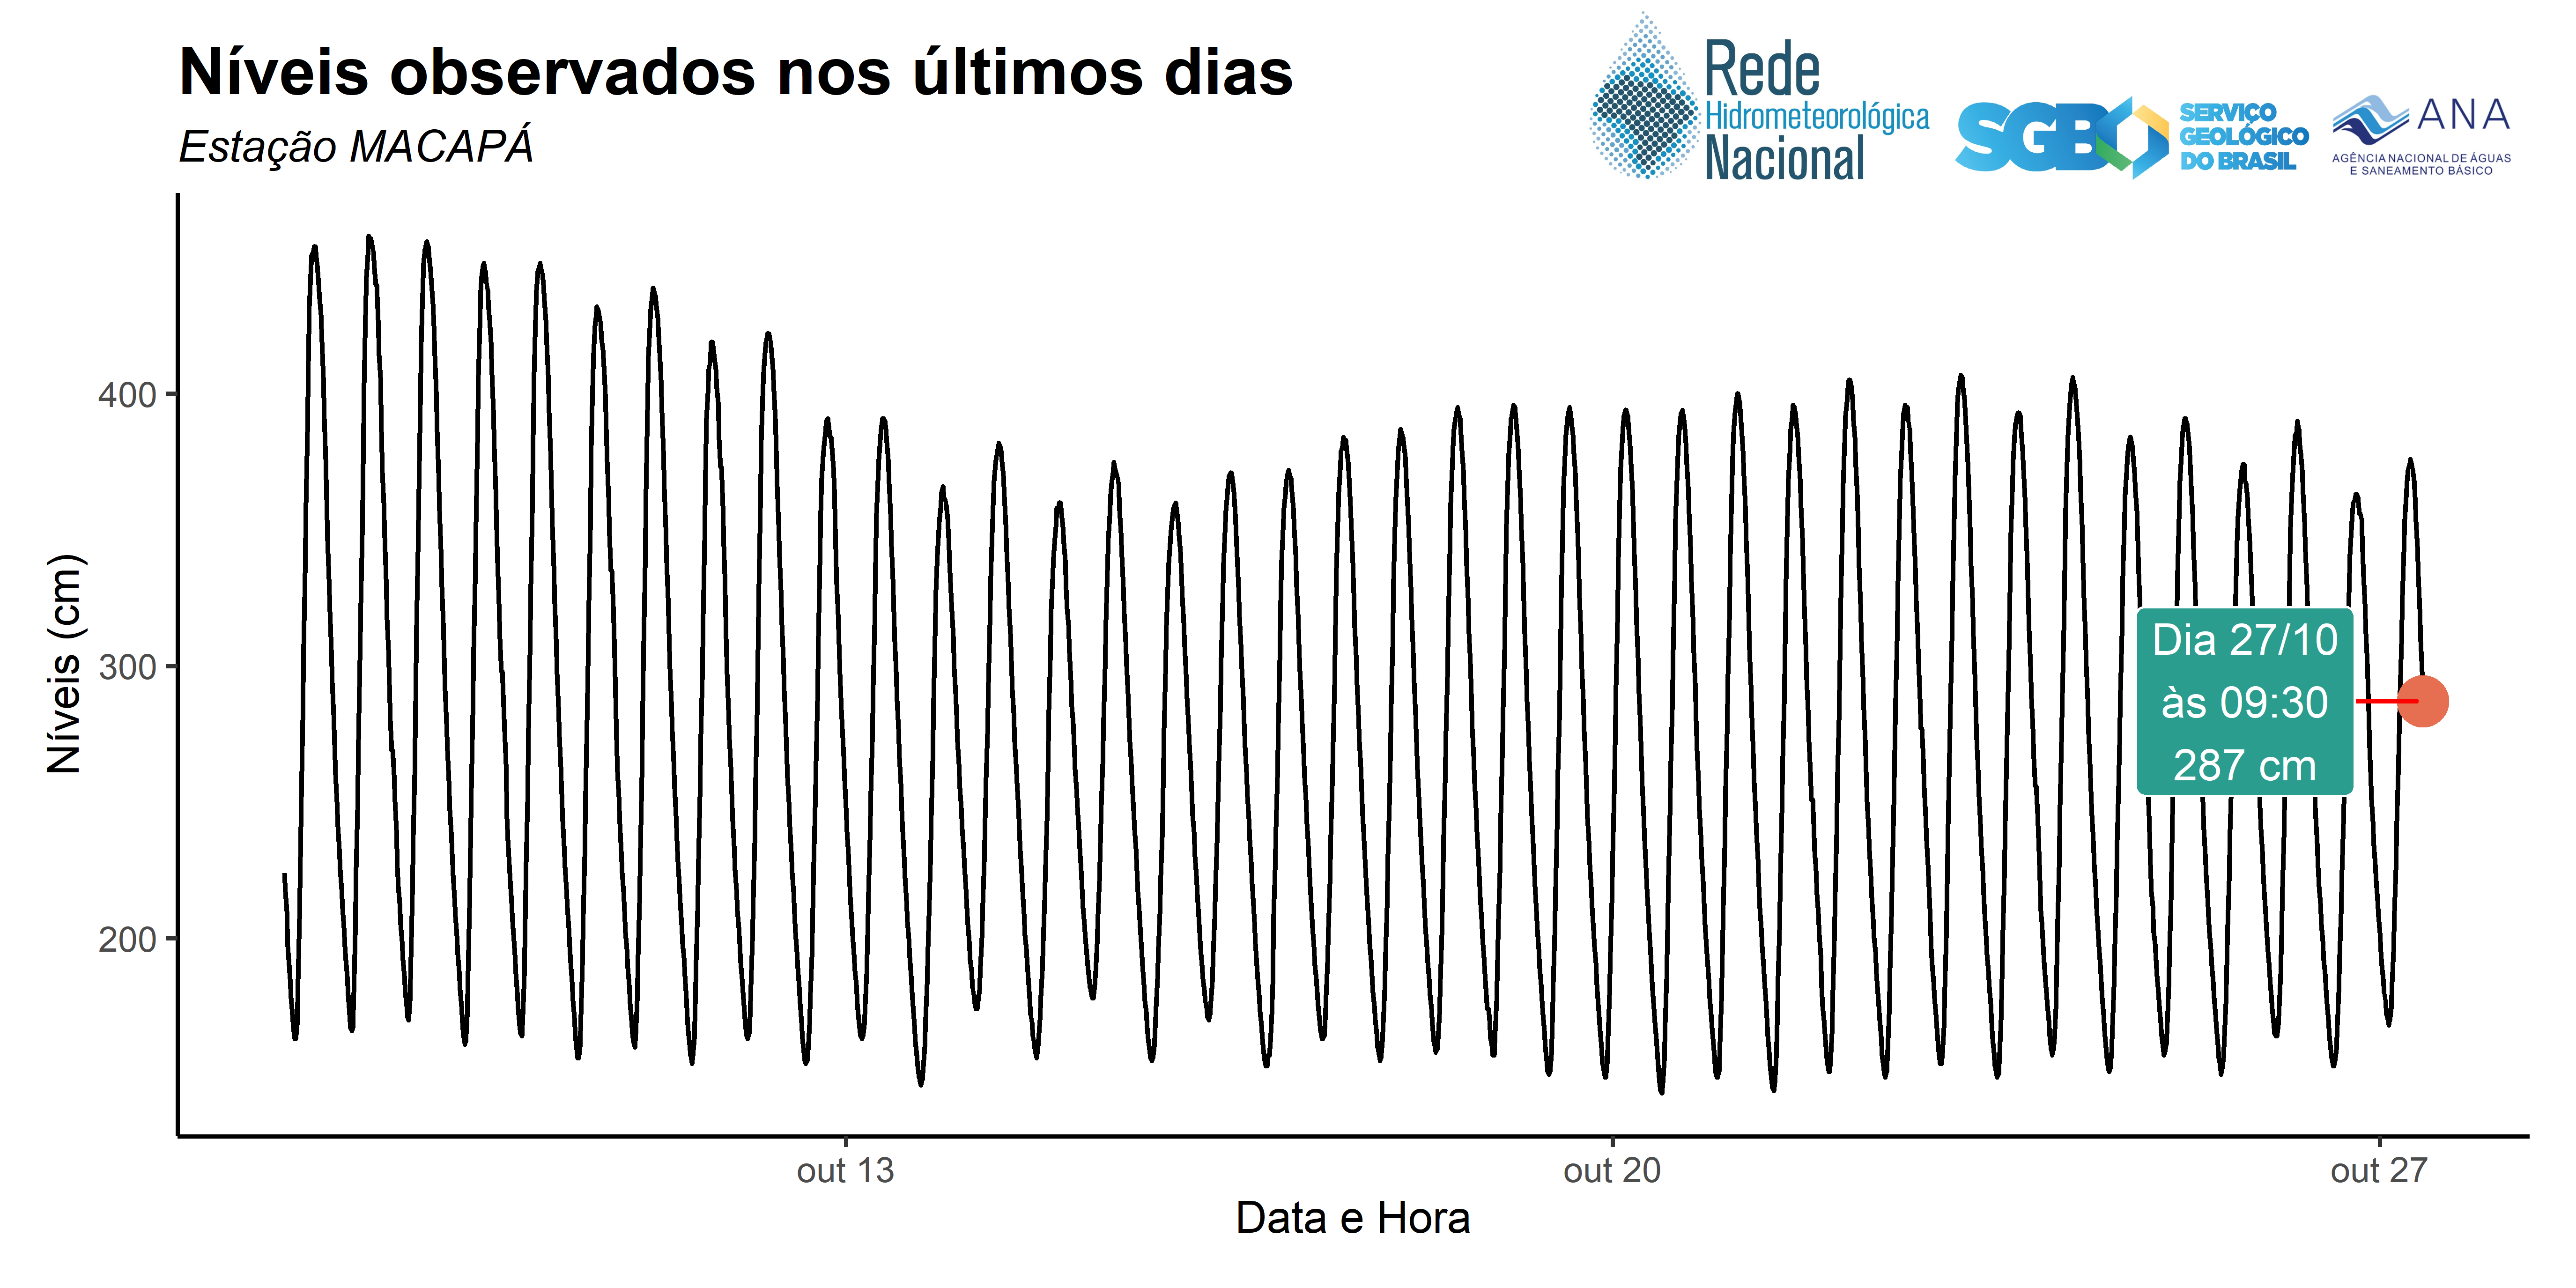 Níveis observados nos últimos dias
Estação MACAPÁ
Rede
Hidrometeorológica
Nacional
SGB
SERVIÇO
GEOLÓGICO
DO BRASIL
ANA
AGÊNCIA NACIONAL DE ÁGUAS
E SANEAMENTO BÁSICO
Níveis (cm)
400
300
200
Dia 27/10
às 09:30
287 cm
out 13
out 20
out 27
Data e Hora